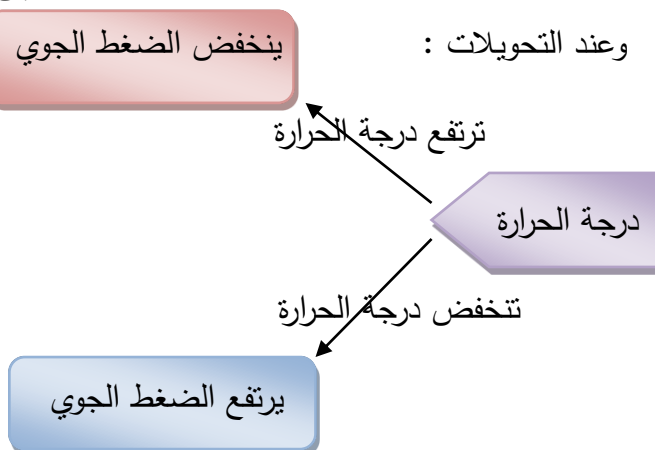 وعند التحويلات :
ينخفض الضغط الجوي
ترتفع درجة الحرارة
درجة الحرارة
تنخفض درجة الحرارة
يرتفع الضغط الجوي